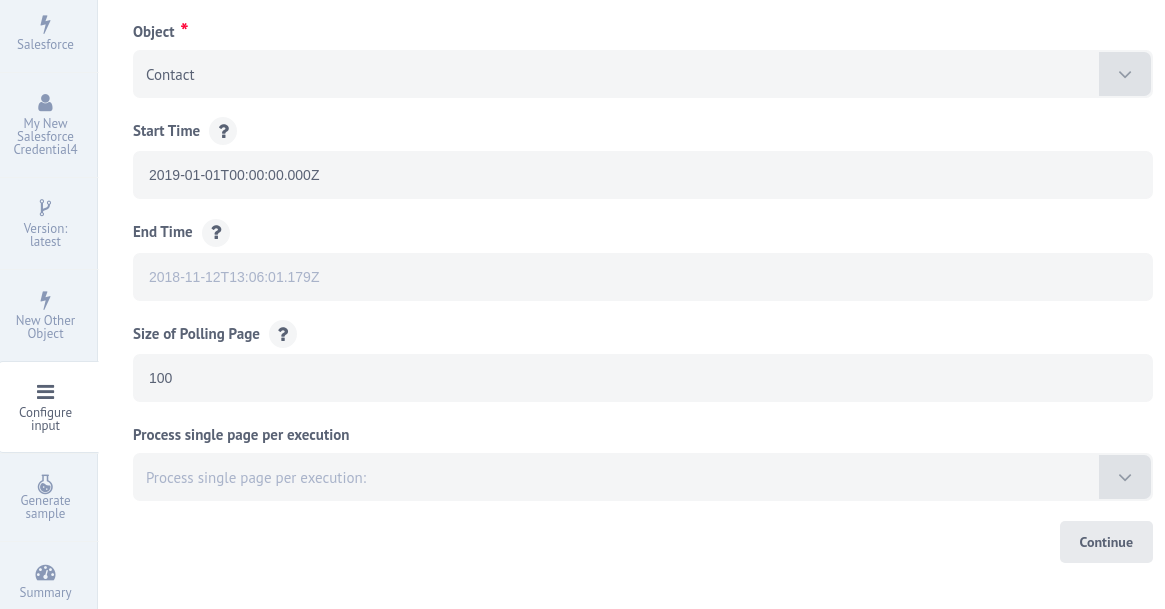 Salesforce
My New
Salesforce
Credential4
Version:
latest
New Other
Object
Configure
input
Generate
sample
Summary
Object *
Contact
Start Time ?
2019-01-01T00:00:00.000Z
End Time ?
2018-11-12T13:06:01.179Z
Size of Polling Page ?
100
Process single page per execution
Process single page per execution:
Continue